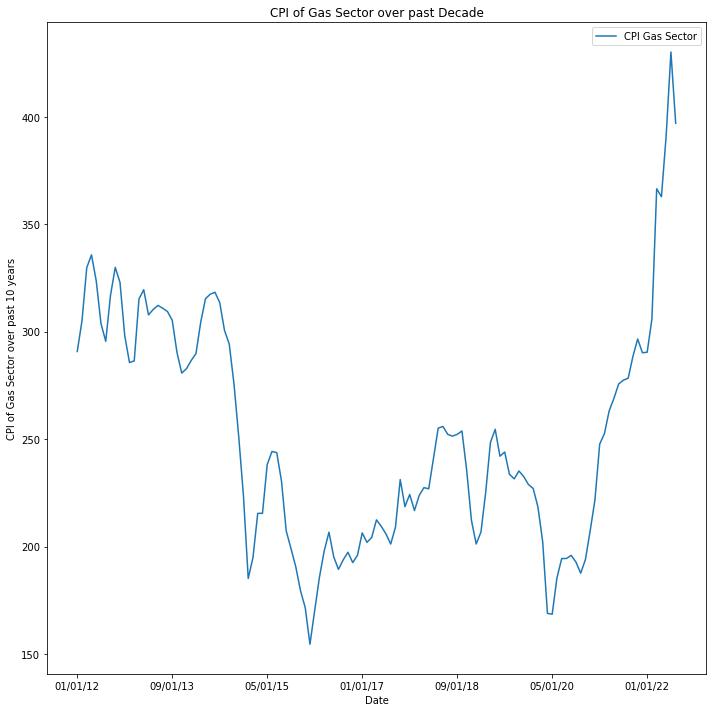 CPI of Gas Sector over past Decade
CPI Gas Sector
CPI of Gas Sector over past 10 years
400
350
300
250
200
150
01/01/12 09/01/13 05/01/15 01/01/17 09/01/18 05/01/20 01/01/22
Date